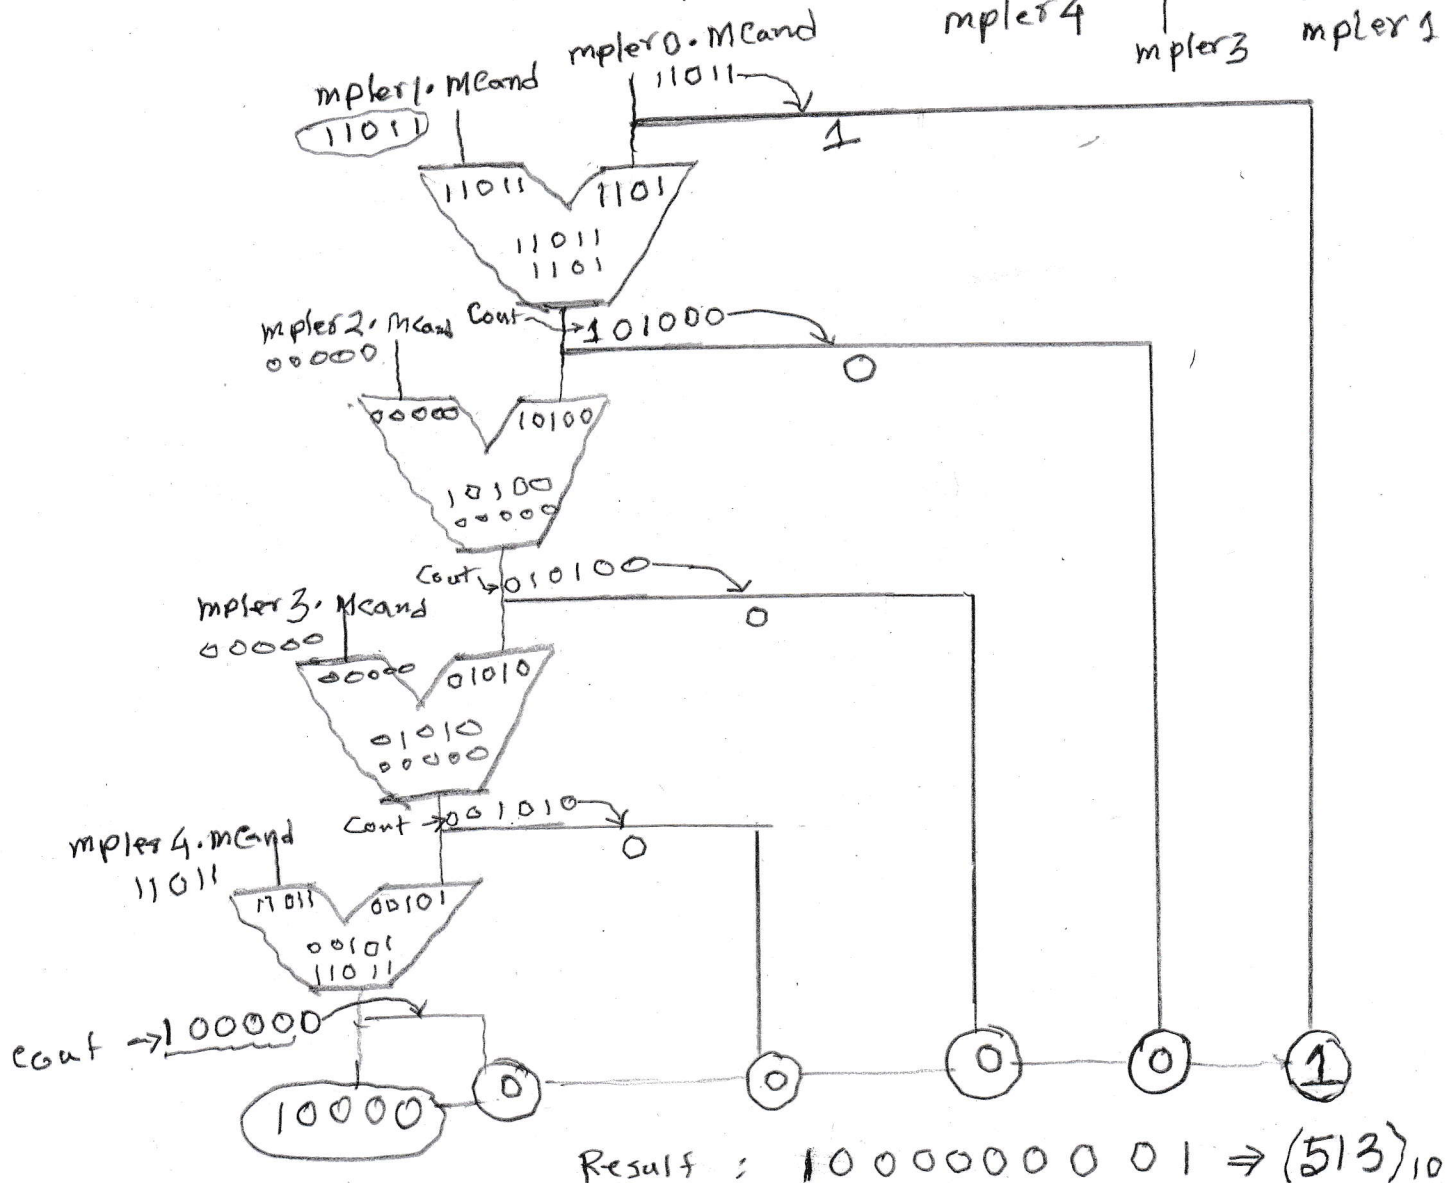 mpler4
mpler3
mpler1
mpler0.Mcand
11011
1
mpler1.Mcand
11011
11011 1101
11011
1101
Cout → 101000
0
mpler2.Mcand
00000
00000 10100
10100
00000
Cout → 010100
0
mpler3.Mcand
00000
00000 01010
01010
00000
Cout → 001010
0
mpler4.Mcand
11011
11011 00101
00101
11011
Cout → 100000
10000 0 0 0 0 1
Result : 1000000001 ⇒ (513)10